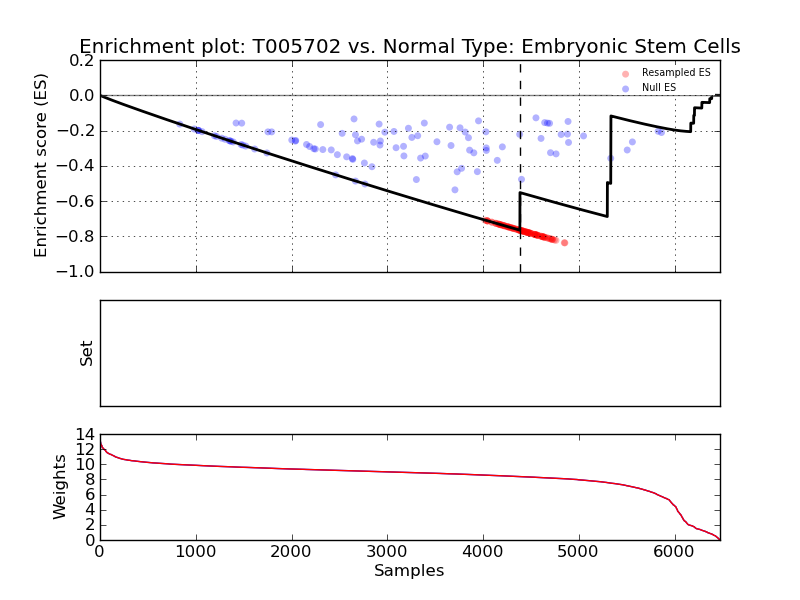 Enrichment plot: T005702 vs. Normal Type: Embryonic Stem Cells
Enrichment score (ES)
0.2
0.0
−0.2
−0.4
−0.6
−0.8
−1.0
Resampled ES
Null ES
Set
Weights
14
12
10
8
6
4
2
0
0 1000 2000 3000 4000 5000 6000
Samples